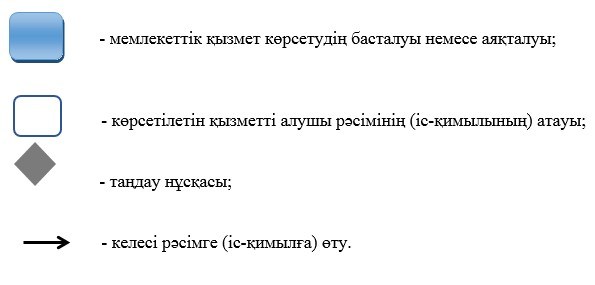 - мемлекеттік қызмет көрсетудің басталуы немесе аяқталуы;
- көрсетілетін қызметті алушы рәсімінің (іс-қимылының) атауы;
- таңдау нұсқасы;
- келесі рәсімге (іс-қимылға) өту.